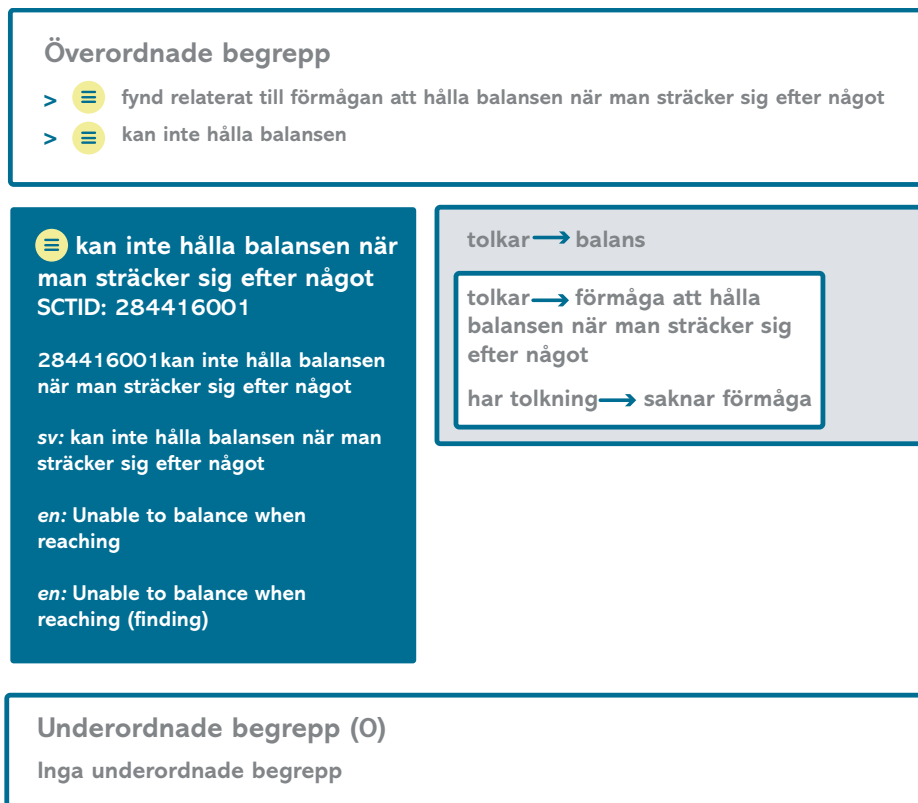 Överordnade begrepp
> fynd relaterat till förmågan att hålla balansen när man sträcker sig efter något
> kan inte hålla balansen
kan inte hålla balansen när
man sträcker sig efter något
SCTID: 284416001
284416001kan inte hålla balansen
när man sträcker sig efter något
sv: kan inte hålla balansen när man
sträcker sig efter något
en: Unable to balance when
reaching
en: Unable to balance when
reaching (finding)
tolkar → balans
tolkar → förmåga att hålla
balansen när man sträcker sig
efter något
har tolkning → saknar förmåga
Underordnade begrepp (0)
Inga underordnade begrepp